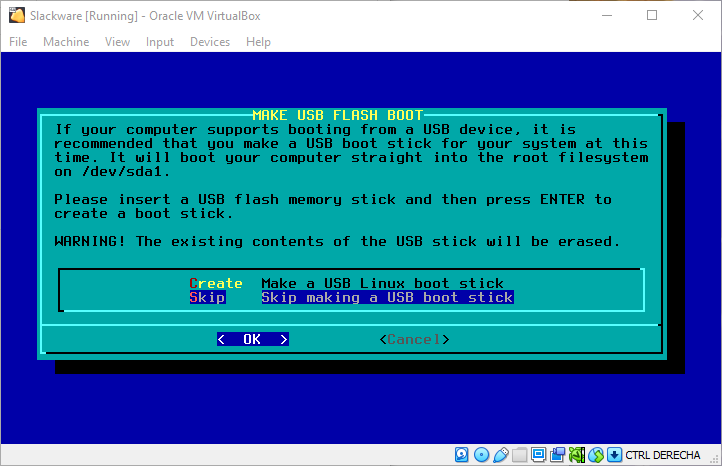 Slackware [Running] - Oracle VM VirtualBox
File Machine View Input Devices Help
MAKE USB FLASH BOOT
If your computer supports booting from a USB device, it is
recommended that you make a USB boot stick for your system at this
time. It will boot your computer straight into the root filesystem
on /dev/sda1.
Please insert a USB flash memory stick and then press ENTER to
create a boot stick.
WARNING! The existing contents of the USB stick will be erased.
Create Make a USB Linux boot stick
Skip Skip making a USB boot stick
< OK > <Cancel>
CTRL DERECHA